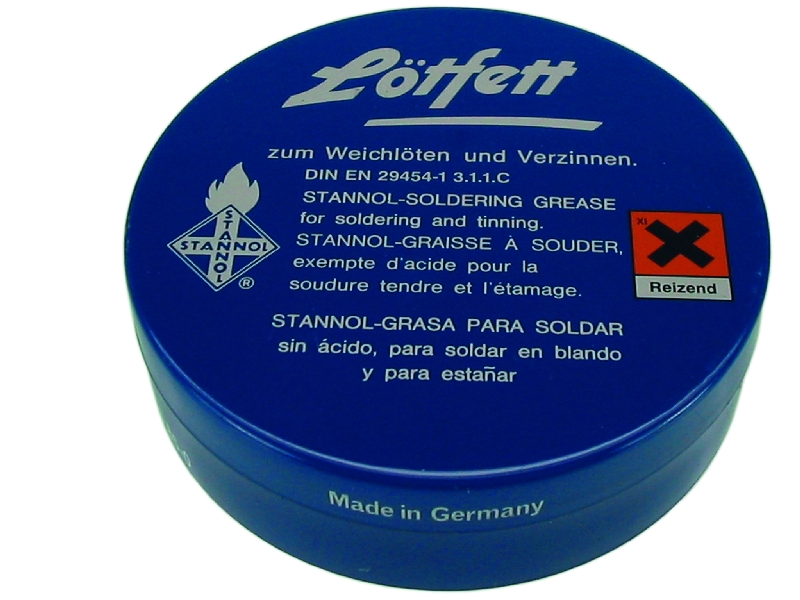 Lötfett
zum Weichlöten und Verzinnen.
DIN EN 29454-1 3.1.1.C
STANNOL-SOLDERING GREASE
for soldering and tinning.
STANNOL-GRAISSE À SOUDER,
exempte d'acide pour la
soudure tendre et l'étamage.
STANNOL-GRASA PARA SOLDAR
sin ácido, para soldar en blando
y para estañar
STANNOL
STANNOL
®
Xi
Reizend
Made in Germany